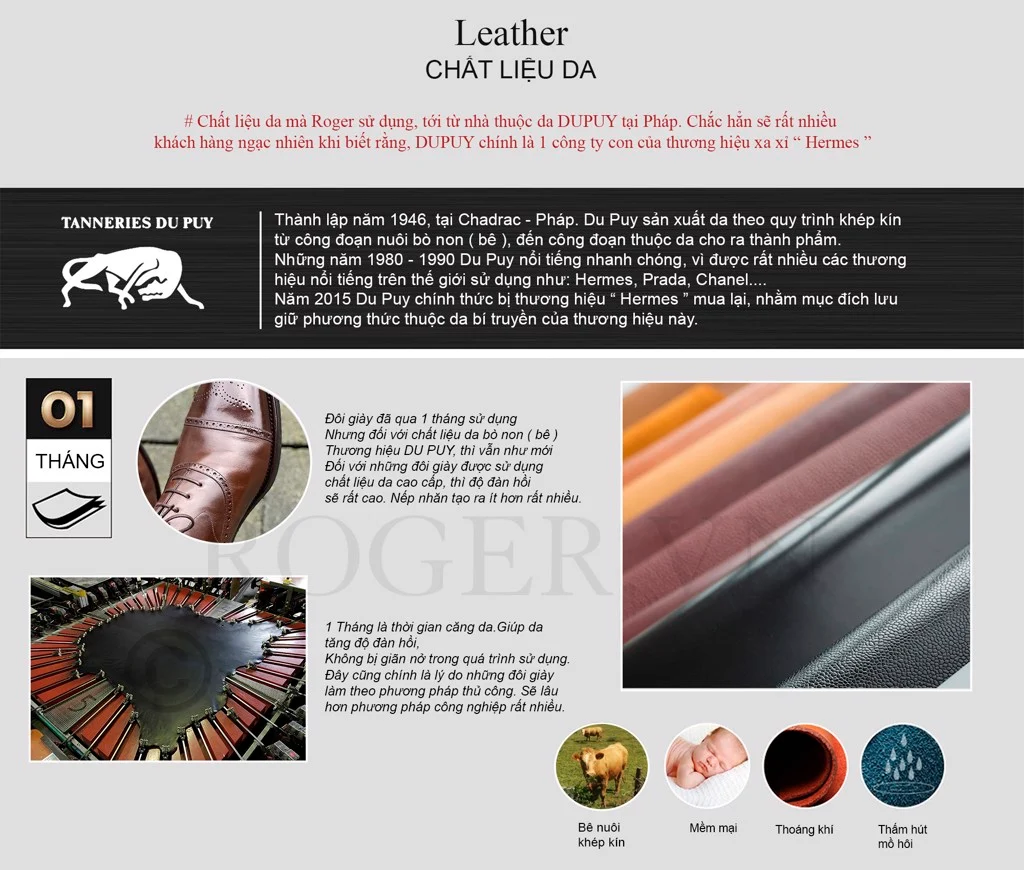 Leather
CHẤT LIỆU DA
# Chất liệu da mà Roger sử dụng, tới từ nhà thuộc da DUPUY tại Pháp. Chắc hẳn sẽ rất nhiều
khách hàng ngạc nhiên khi biết rằng, DUPUY chính là 1 công ty con của thương hiệu xa xỉ “ Hermes ”
TANNERIES DU PUY
Thành lập năm 1946, tại Chadrac - Pháp. Du Puy sản xuất da theo quy trình khép kín
từ công đoạn nuôi bò non ( bê ), đến công đoạn thuộc da cho ra thành phẩm.
Những năm 1980 - 1990 Du Puy nổi tiếng nhanh chóng, vì được rất nhiều các thương
hiệu nổi tiếng trên thế giới sử dụng như: Hermes, Prada, Chanel....
Năm 2015 Du Puy chính thức bị thương hiệu “ Hermes ” mua lại, nhằm mục đích lưu
giữ phương thức thuộc da bí truyền của thương hiệu này.
01
THÁNG
Đôi giày đã qua 1 tháng sử dụng
Nhưng đối với chất liệu da bò non ( bê )
Thương hiệu DU PUY, thì vẫn như mới
Đối với những đôi giày được sử dụng
chất liệu da cao cấp, thì độ đàn hồi
sẽ rất cao. Nếp nhăn tạo ra ít hơn rất nhiều.
ROGER VN
5
©
1 Tháng là thời gian căng da.Giúp da
tăng độ đàn hồi,
Không bị giãn nở trong quá trình sử dụng.
Đây cũng chính là lý do những đôi giày
làm theo phương pháp thủ công. Sẽ lâu
hơn phương pháp công nghiệp rất nhiều.
Bê nuôi
khép kín
Mềm mại
Thoáng khí
Thấm hút
mồ hôi